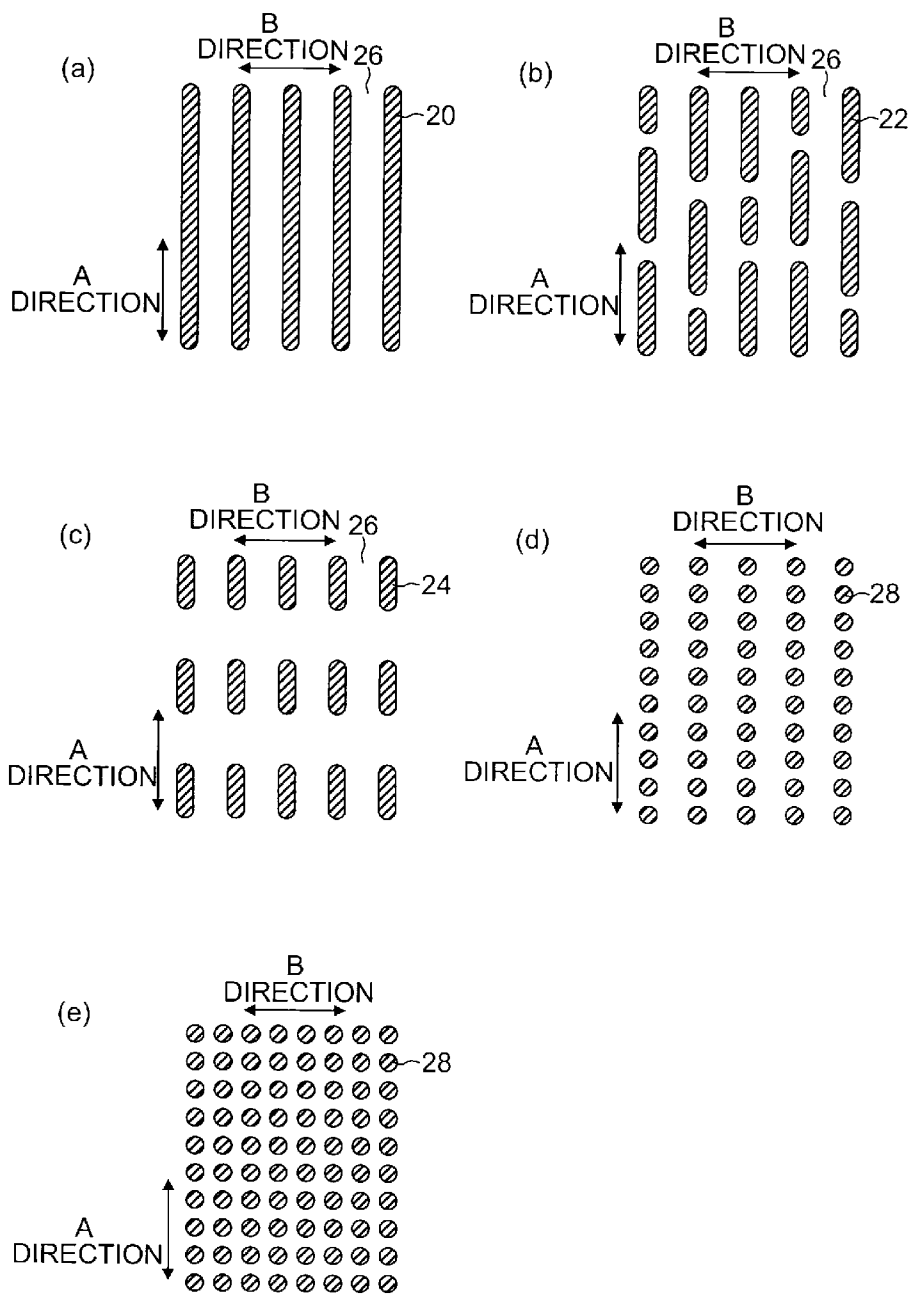 (a)
B
DIRECTION
26
20
A
DIRECTION
(b)
B
DIRECTION
26
22
A
DIRECTION
(c)
B
DIRECTION
26
24
A
DIRECTION
(d)
B
DIRECTION
28
A
DIRECTION
(e)
B
DIRECTION
28
A
DIRECTION